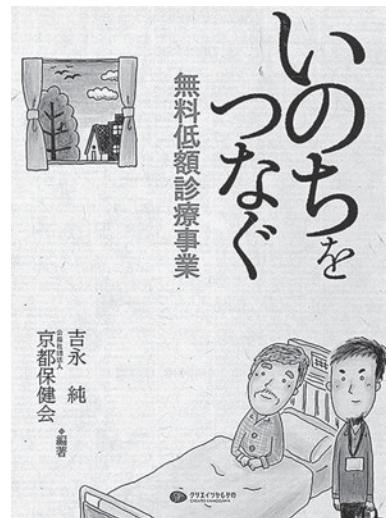 いのちを
つなぐ
無料低額診療事業
吉永 純
公益社団法人
京都保健会
◆編著
クリエイツかもがわ
CREATES KAMOGAWA